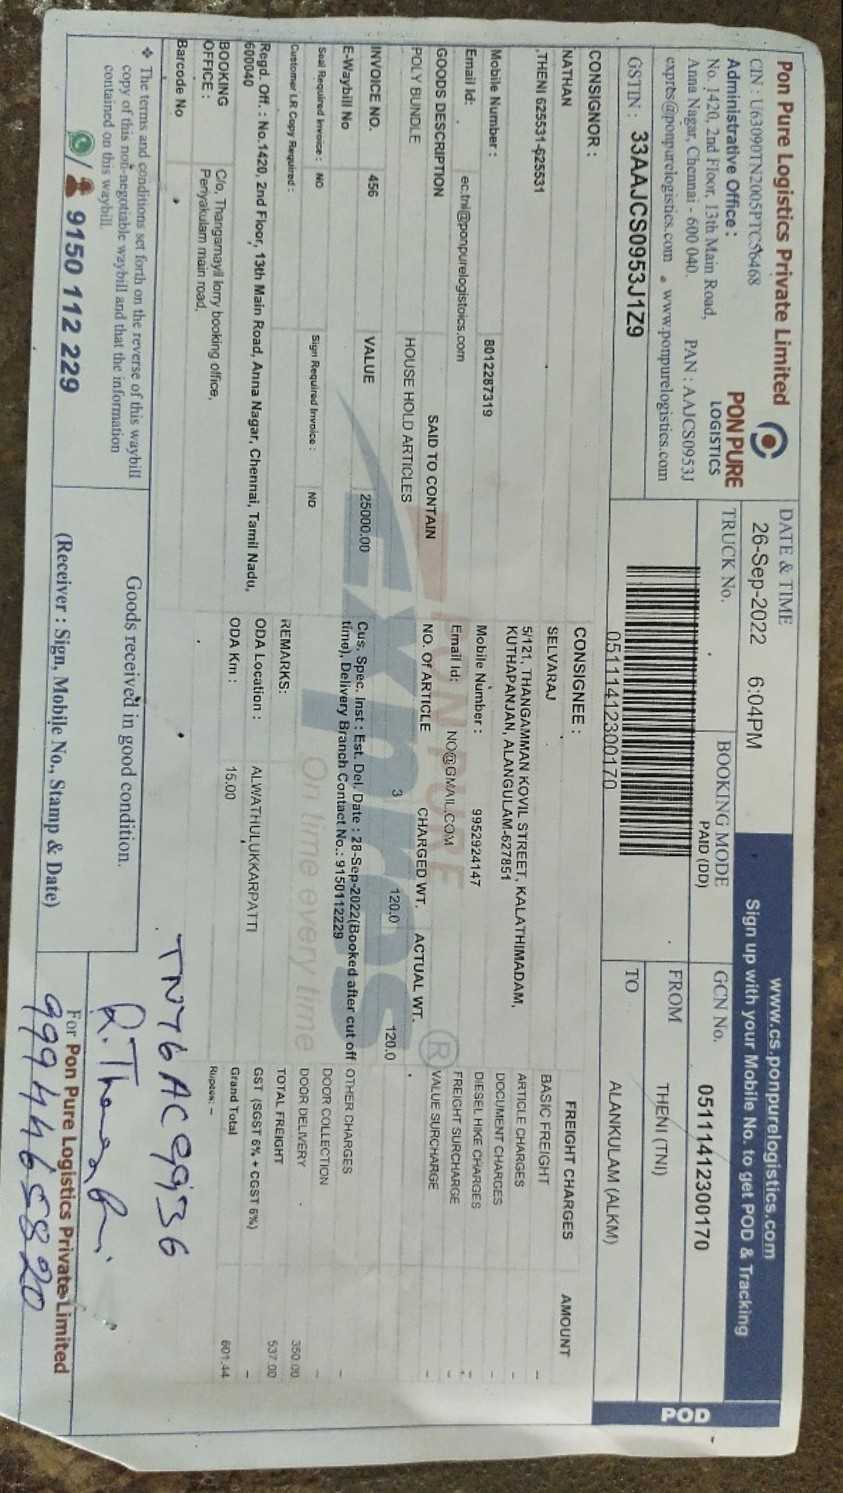 Pon Pure Logistics Private Limited
CIN : U63090TN2005PTC56468
Administrative Office :
No. 1420, 2nd Floor, 13th Main Road,
Anna Nagar, Chennai - 600 040. PAN : AAJCS0953J
exprts@ponpurelogistics.com • www.ponpurelogistics.com
GSTIN : 33AAJCS0953J1Z9
PON PURE
LOGISTICS
DATE & TIME
26-Sep-2022 6:04PM
TRUCK No.
BOOKING MODE
PAID (DD)
05111412300170
www.cs.ponpurelogistics.com
Sign up with your Mobile No. to get POD & Tracking
GCN No. 05111412300170
FROM THENI (TNI)
TO ALANKULAM (ALKM)
POD
CONSIGNOR :
NATHAN
,THENI 625531-625531
Mobile Number : 8012287319
Email Id: ec.tni@ponpurelogistoics.com
CONSIGNEE :
SELVARAJ
5/121, THANGAMMAN KOVIL STREET, KALATHIMADAM,
KUTHAPANJAN, ALANGULAM-627851
Mobile Number : 9952924147
Email Id: NO@GMAIL.COM
GOODS DESCRIPTION SAID TO CONTAIN NO. Of ARTICLE CHARGED WT. ACTUAL WT.
POLY BUNDLE HOUSE HOLD ARTICLES 3 120.0 120.0
INVOICE NO. 456 VALUE 25000.00
E-Waybill No
Cus. Spec. Inst : Est. Del. Date : 28-Sep-2022(Booked after cut off
time), Delivery Branch Contact No.: 9150112229
Seal Required Invoice : NO Sign Required Invoice : NO
Customer LR Copy Required :
REMARKS:
Regd. Off. : No.1420, 2nd Floor, 13th Main Road, Anna Nagar, Chennai, Tamil Nadu,
600040
ODA Location : ALWATHULUKKARPATTI
ODA Km : 15.00
BOOKING
OFFICE :
C/o, Thangamayil lorry booking office,
Periyakulam main road,
Barcode No
PONPURE
Expres
®
On time every time
FREIGHT CHARGES AMOUNT
BASIC FREIGHT –
ARTICLE CHARGES –
DOCUMENT CHARGES –
DIESEL HIKE CHARGES –
FREIGHT SURCHARGE –
VALUE SURCHARGE –
OTHER CHARGES –
DOOR COLLECTION –
DOOR DELIVERY 350.00
TOTAL FREIGHT 537.00
GST (SGST 6% + CGST 6%) –
Grand Total 601.44
Rupees: –
❖ The terms and conditions set forth on the reverse of this waybill
copy of this non-negotiable waybill and that the information
contained on this waybill.
/ 9150 112 229
Goods received in good condition.
(Receiver : Sign, Mobile No., Stamp & Date)
TN76AC9936
For Pon Pure Logistics Private Limited
9994465820